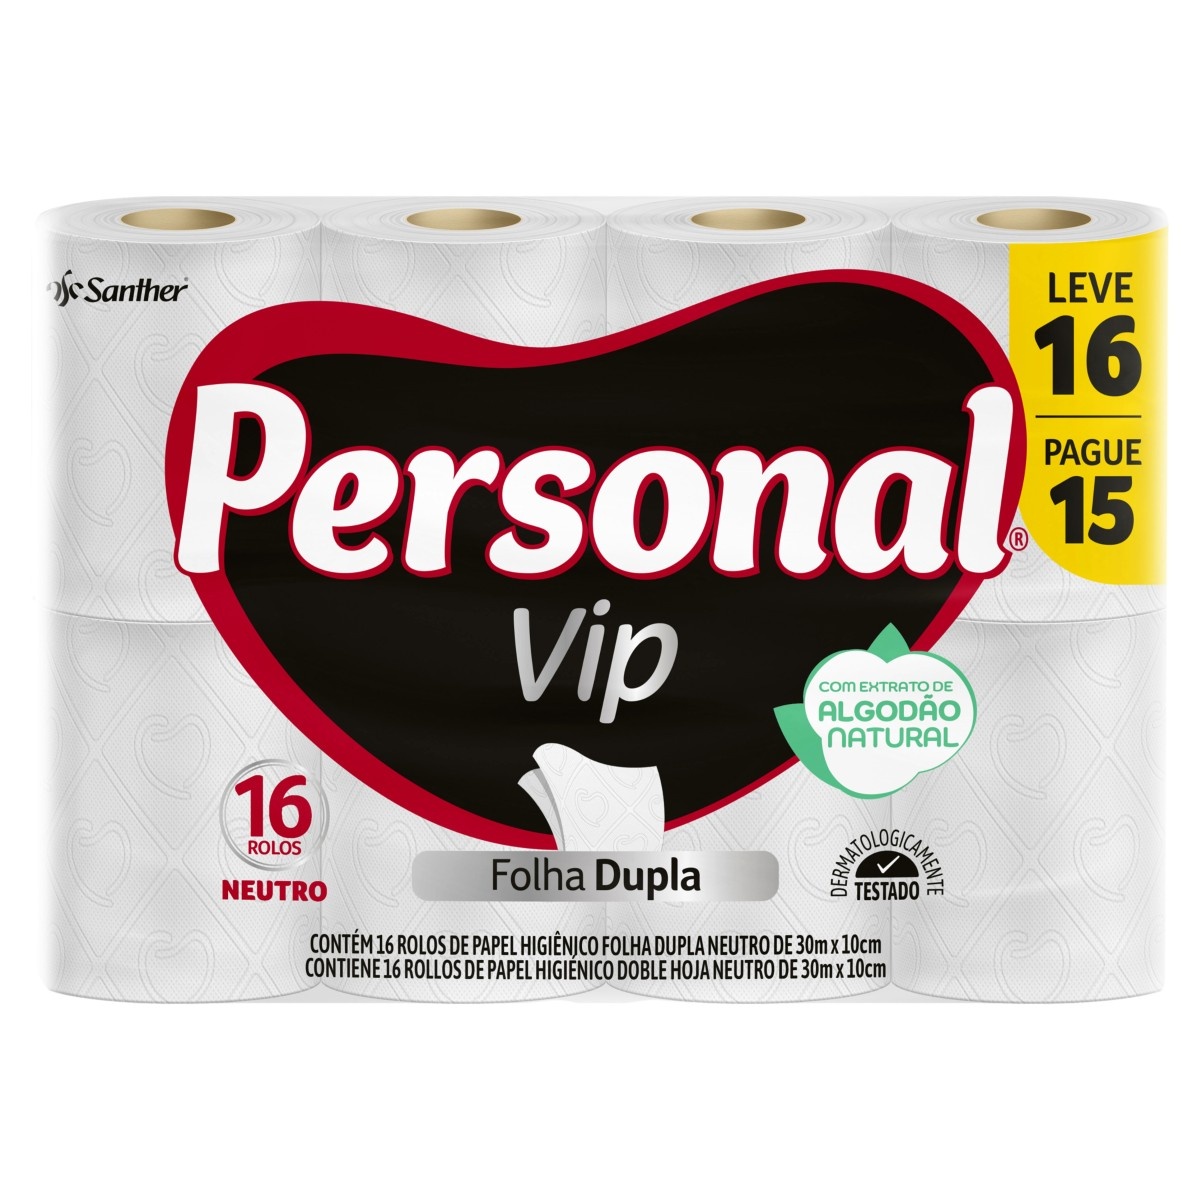 Santher®
LEVE
16
PAGUE
15
Personal®
Vip
COM EXTRATO DE
ALGODÃO
NATURAL
16
ROLOS
NEUTRO
Folha Dupla
DERMATOLOGICAMENTE
TESTADO
CONTÉM 16 ROLOS DE PAPEL HIGIÊNICO FOLHA DUPLA NEUTRO DE 30m x 10cm
CONTIENE 16 ROLLOS DE PAPEL HIGIÉNICO DOBLE HOJA NEUTRO DE 30m x 10cm